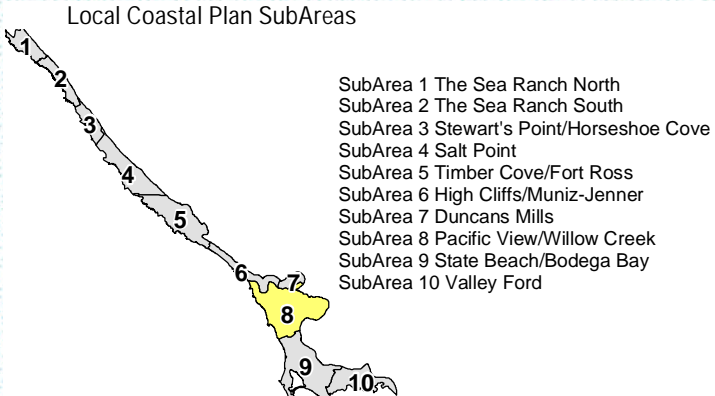 Local Coastal Plan SubAreas
1
2
3
4
5
6
7
8
9
10
SubArea 1 The Sea Ranch North
SubArea 2 The Sea Ranch South
SubArea 3 Stewart's Point/Horseshoe Cove
SubArea 4 Salt Point
SubArea 5 Timber Cove/Fort Ross
SubArea 6 High Cliffs/Muniz-Jenner
SubArea 7 Duncans Mills
SubArea 8 Pacific View/Willow Creek
SubArea 9 State Beach/Bodega Bay
SubArea 10 Valley Ford